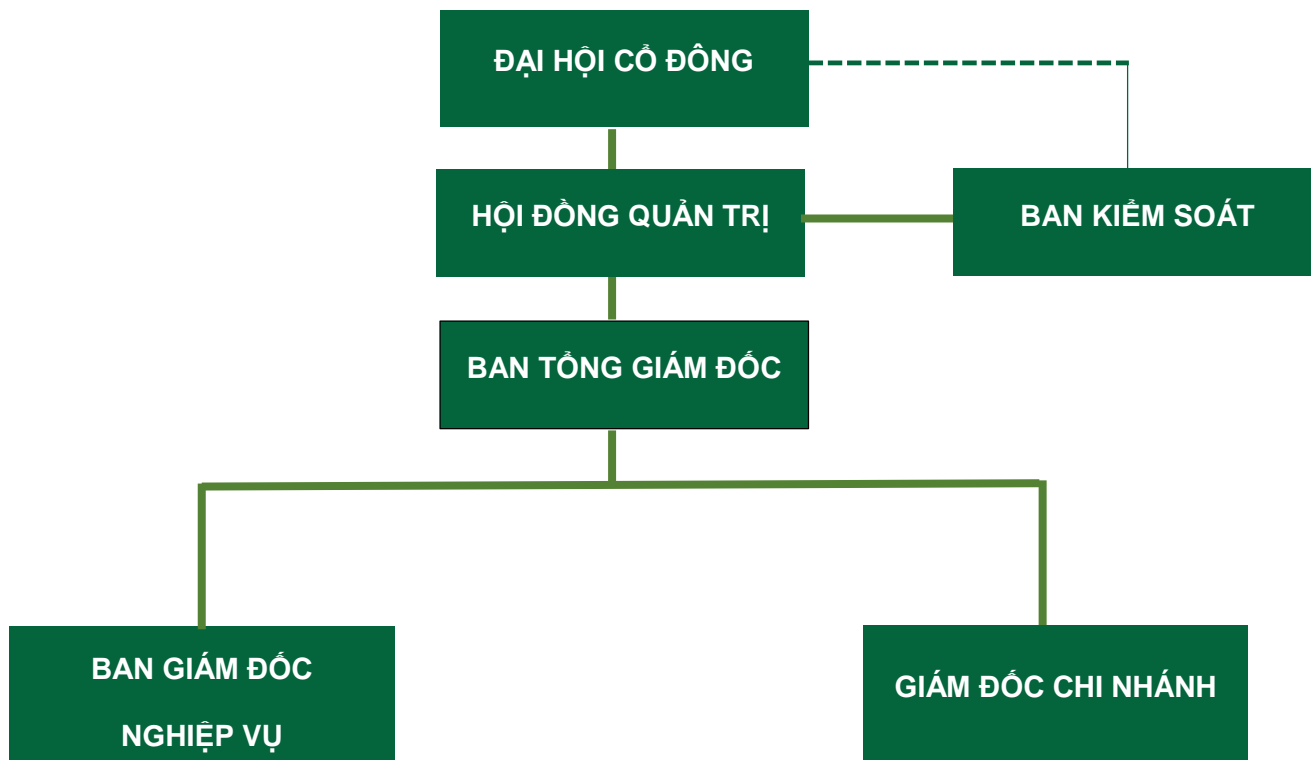 ĐẠI HỘI CỔ ĐÔNG
HỘI ĐỒNG QUẢN TRỊ
BAN KIỂM SOÁT
BAN TỔNG GIÁM ĐỐC
BAN GIÁM ĐỐC
NGHIỆP VỤ
GIÁM ĐỐC CHI NHÁNH